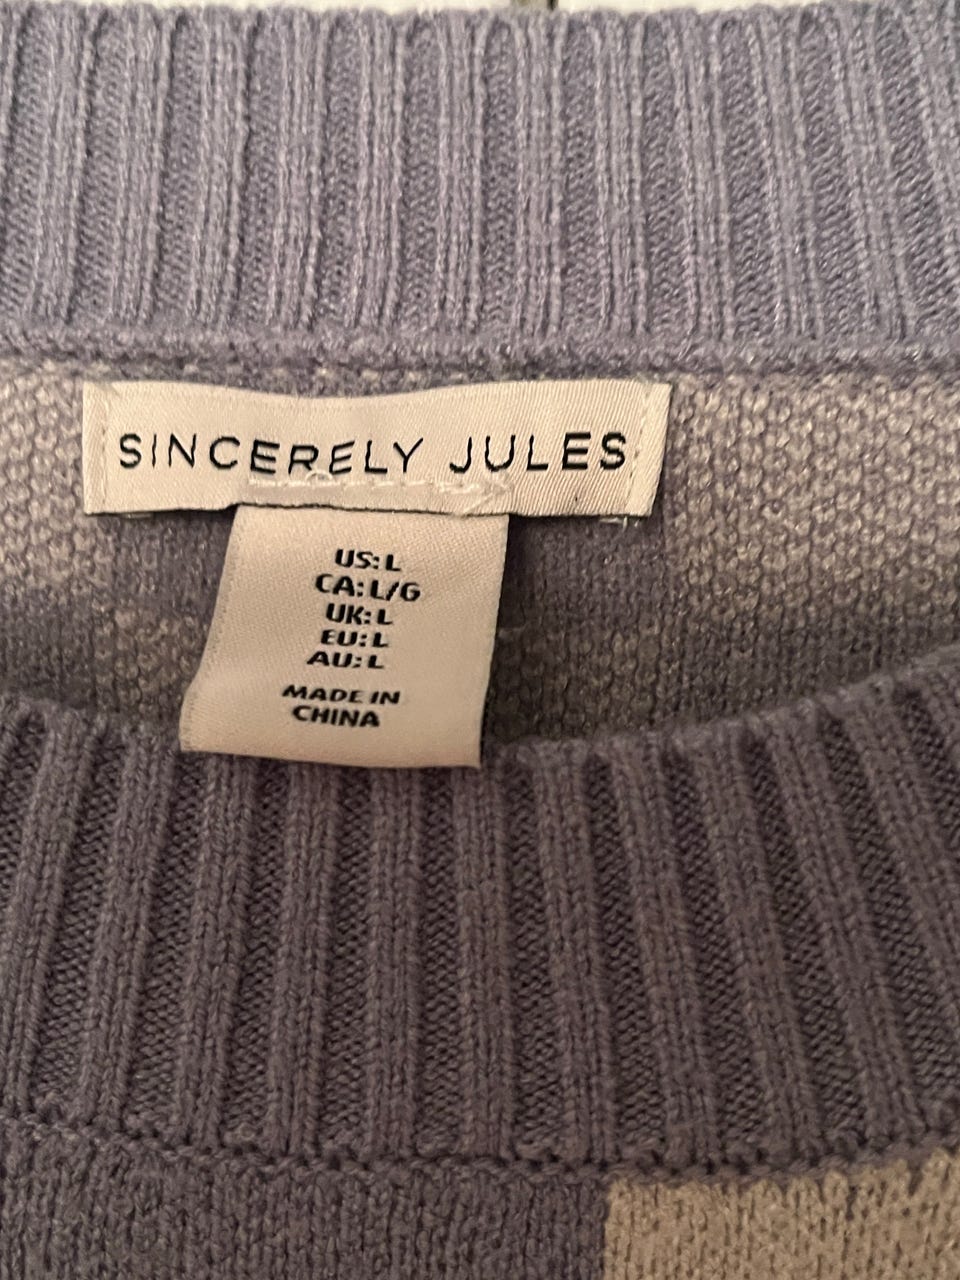 SINCERELY JULES
US: L
CA: L/G
UK: L
EU: L
AU: L
MADE IN
CHINA